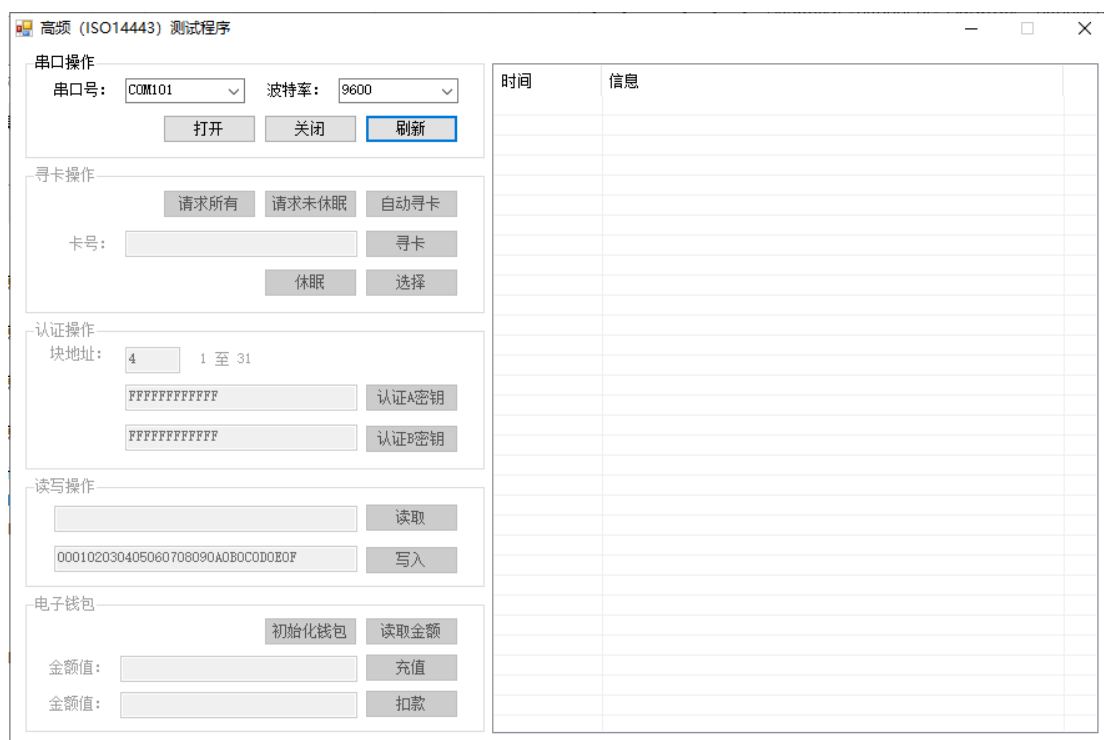 高频（ISO14443）测试程序
串口操作
串口号： COM101 波特率： 9600
打开 关闭 刷新
寻卡操作
请求所有 请求未休眠 自动寻卡
卡号： 寻卡
休眠 选择
认证操作
块地址： 4 1 至 31
FFFFFFFFFFFF 认证A密钥
FFFFFFFFFFFF 认证B密钥
读写操作
读取
000102030405060708090A0B0C0D0E0F 写入
电子钱包
初始化钱包 读取金额
金额值： 充值
金额值： 扣款
时间 信息